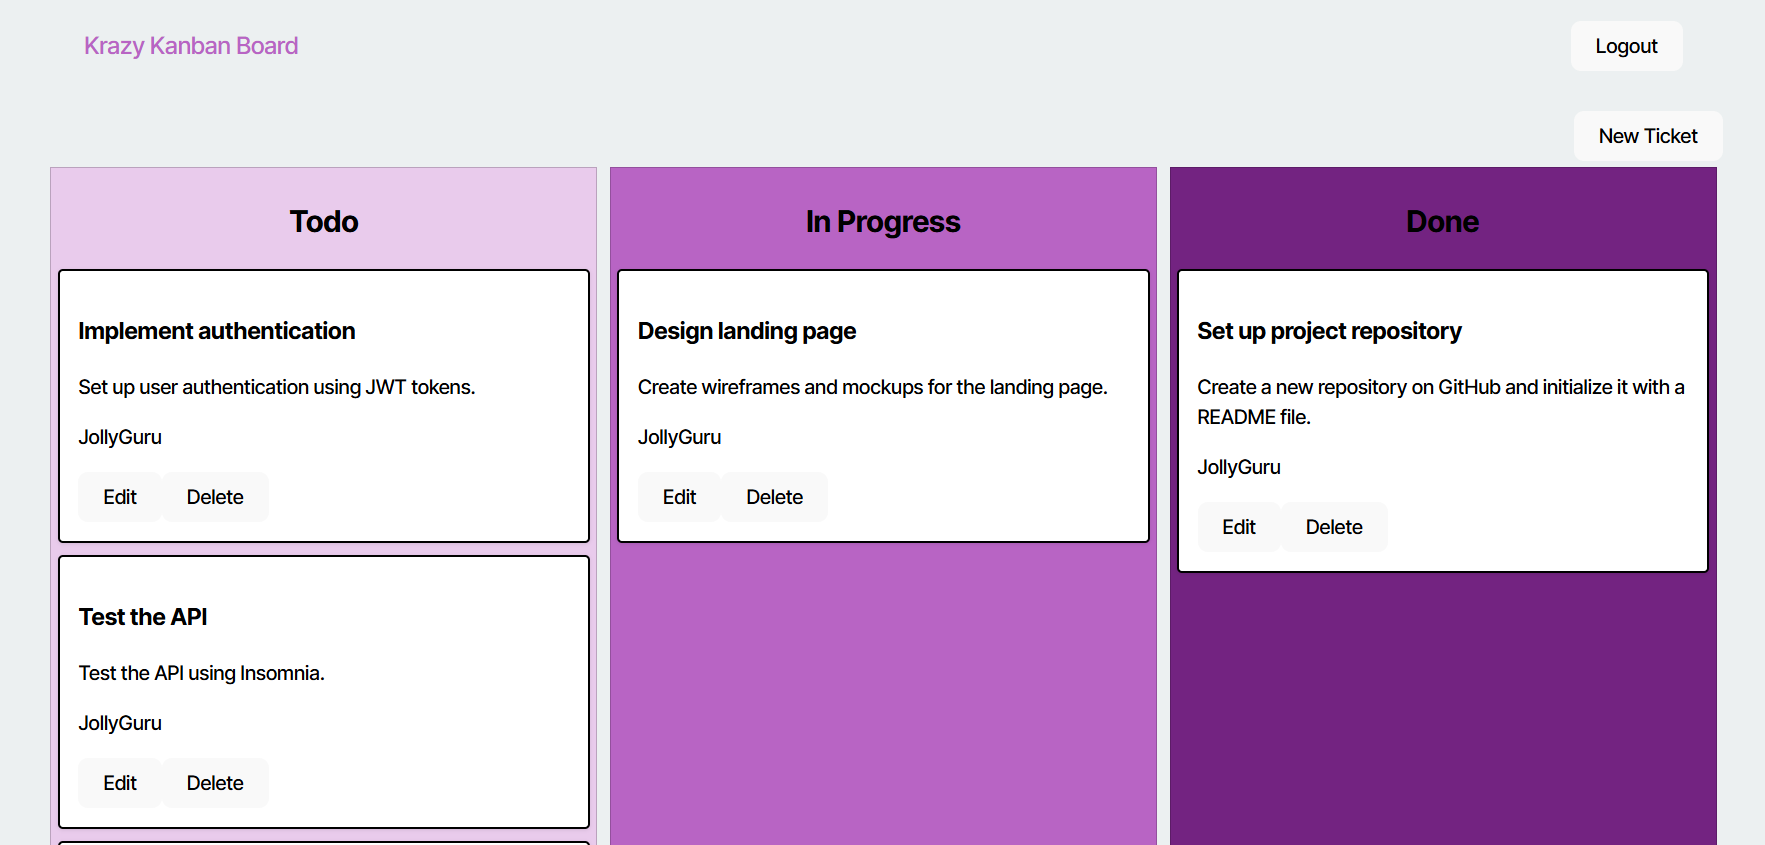 Krazy Kanban Board
Logout
New Ticket
Todo
Implement authentication
Set up user authentication using JWT tokens.
JollyGuru
Edit Delete
Test the API
Test the API using Insomnia.
JollyGuru
Edit Delete
In Progress
Design landing page
Create wireframes and mockups for the landing page.
JollyGuru
Edit Delete
Done
Set up project repository
Create a new repository on GitHub and initialize it with a
README file.
JollyGuru
Edit Delete